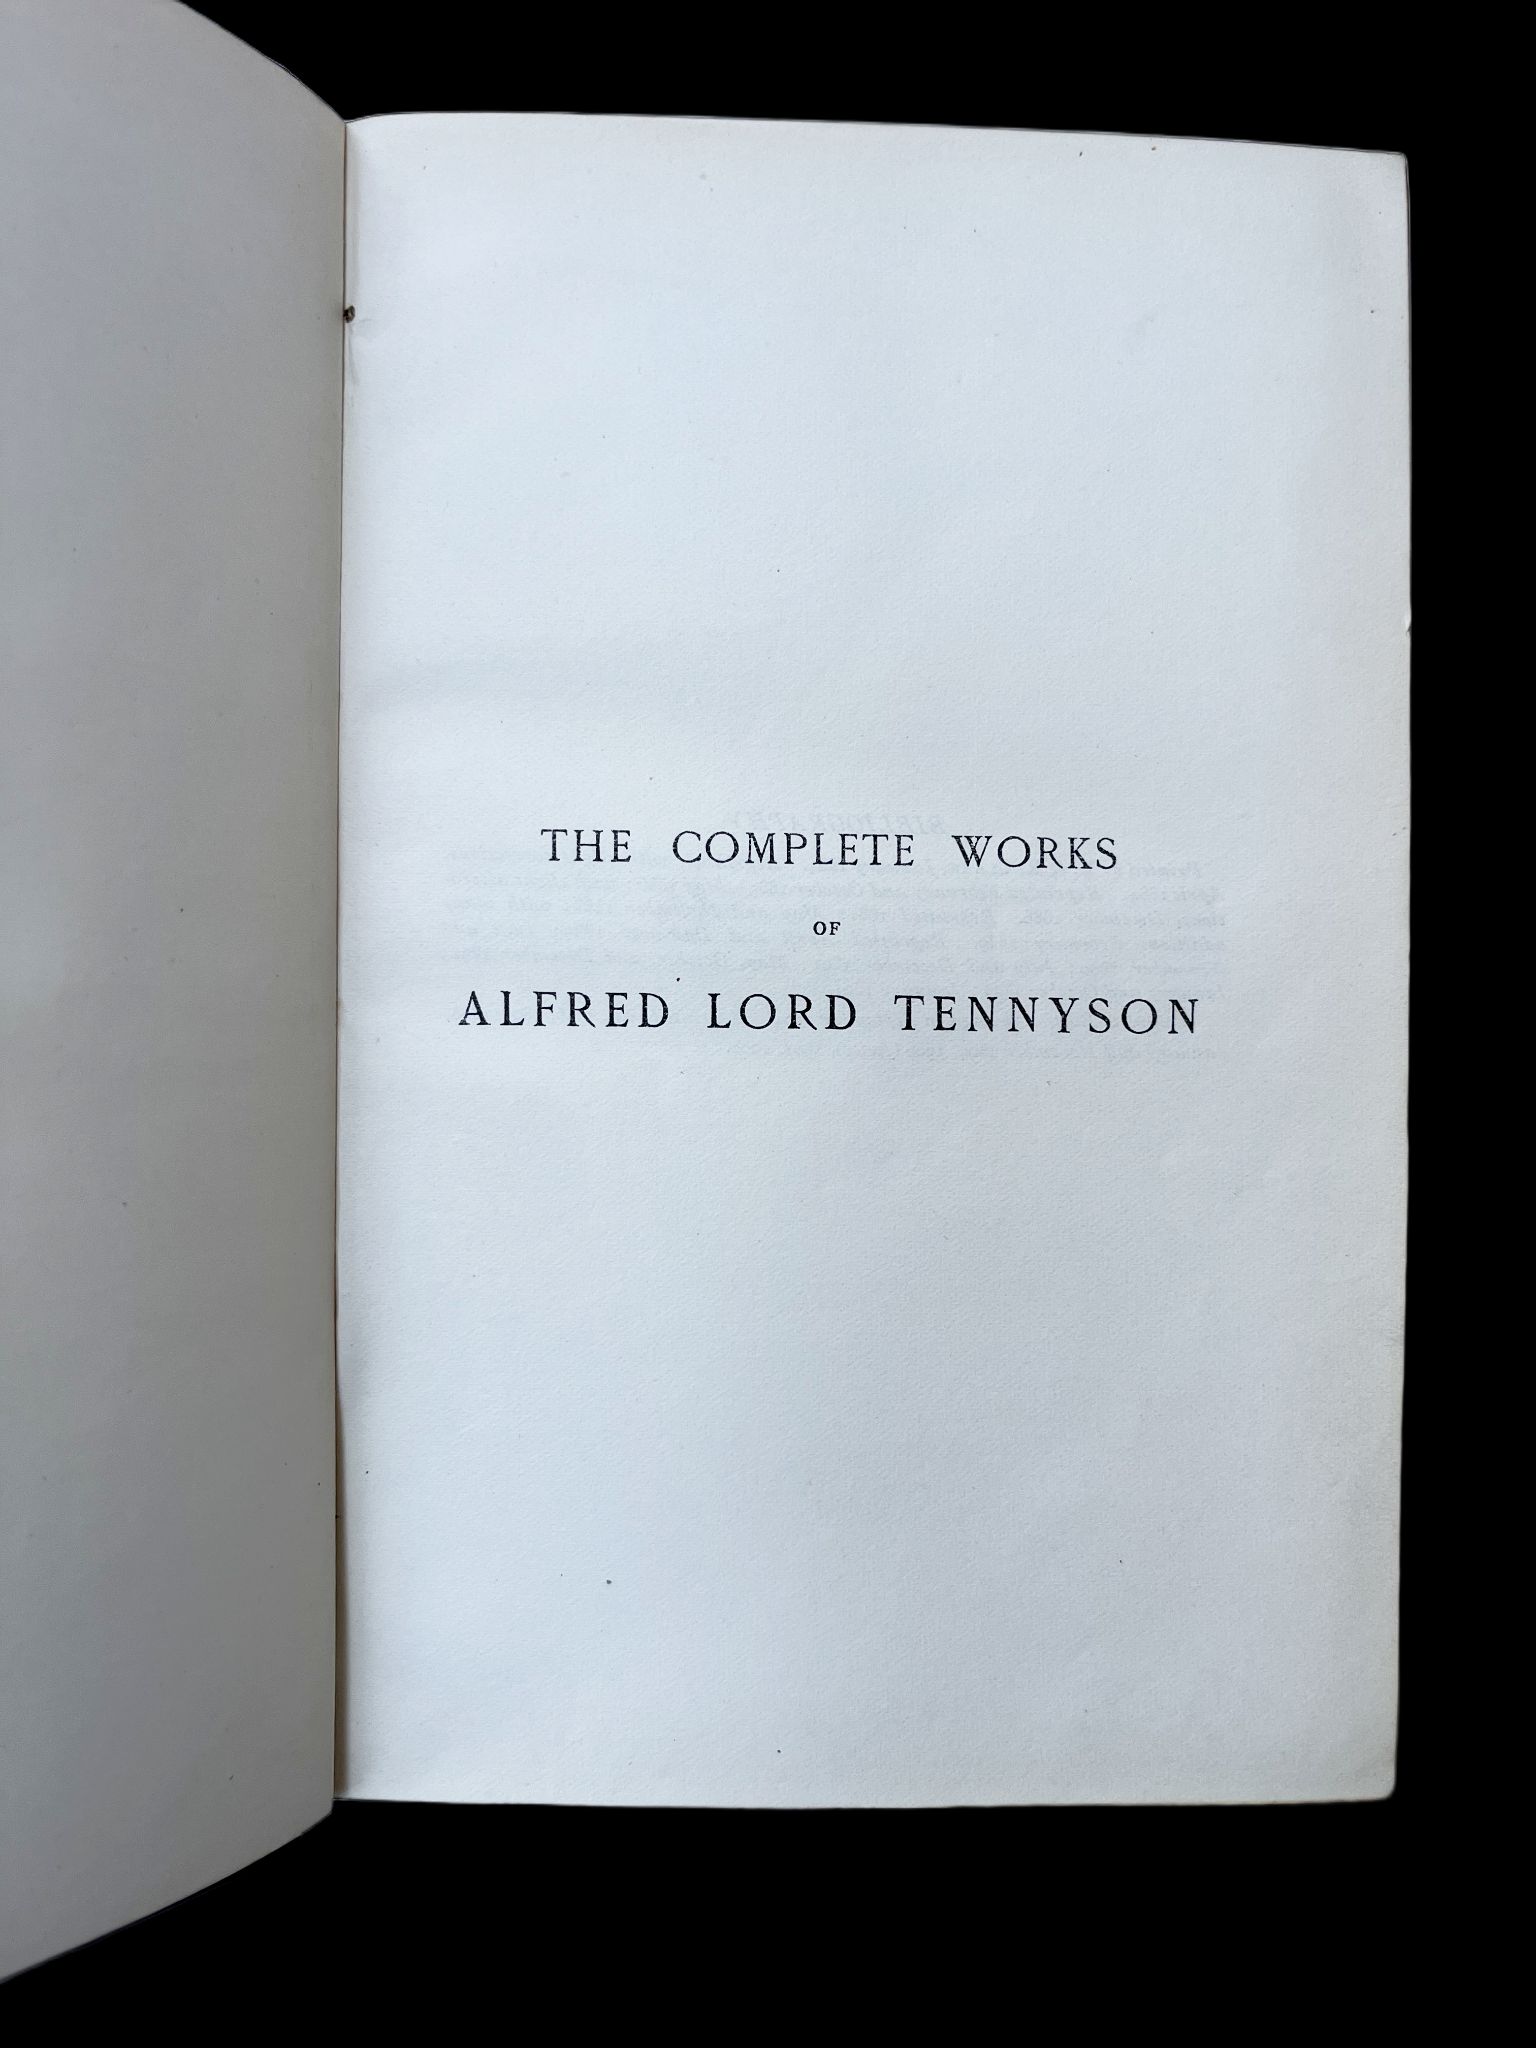 THE COMPLETE WORKS
OF
ALFRED LORD TENNYSON